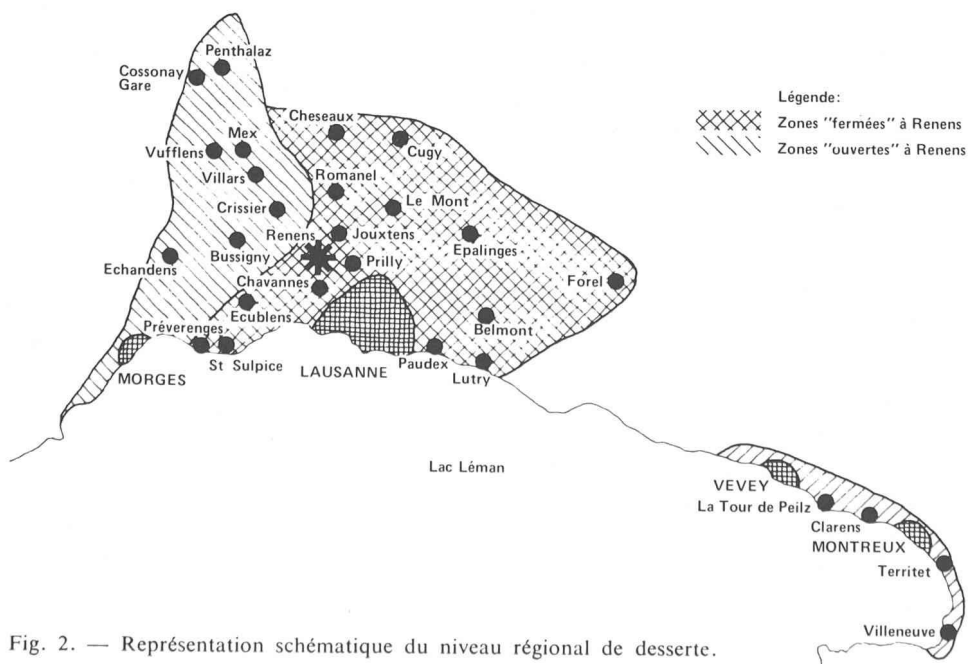 Penthalaz
Cossonay
Gare
Légende:
Cheseaux
Zones "fermées" à Renens
Mex
Cugy
Vufflens
Zones "ouvertes" à Renens
Romanel
Villars
Le Mont
Crissier
Renens
Jouxtens
Epalinges
Bussigny
Prilly
Echandens
Forel
Chavannes
Ecublens
Belmont
Préverenges
St Sulpice
LAUSANNE
Paudex
MORGES
Lutry
Lac Léman
VEVEY
La Tour de Peilz
Clarens
MONTREUX
Territet
Villeneuve
Fig. 2. — Représentation schématique du niveau régional de desserte.